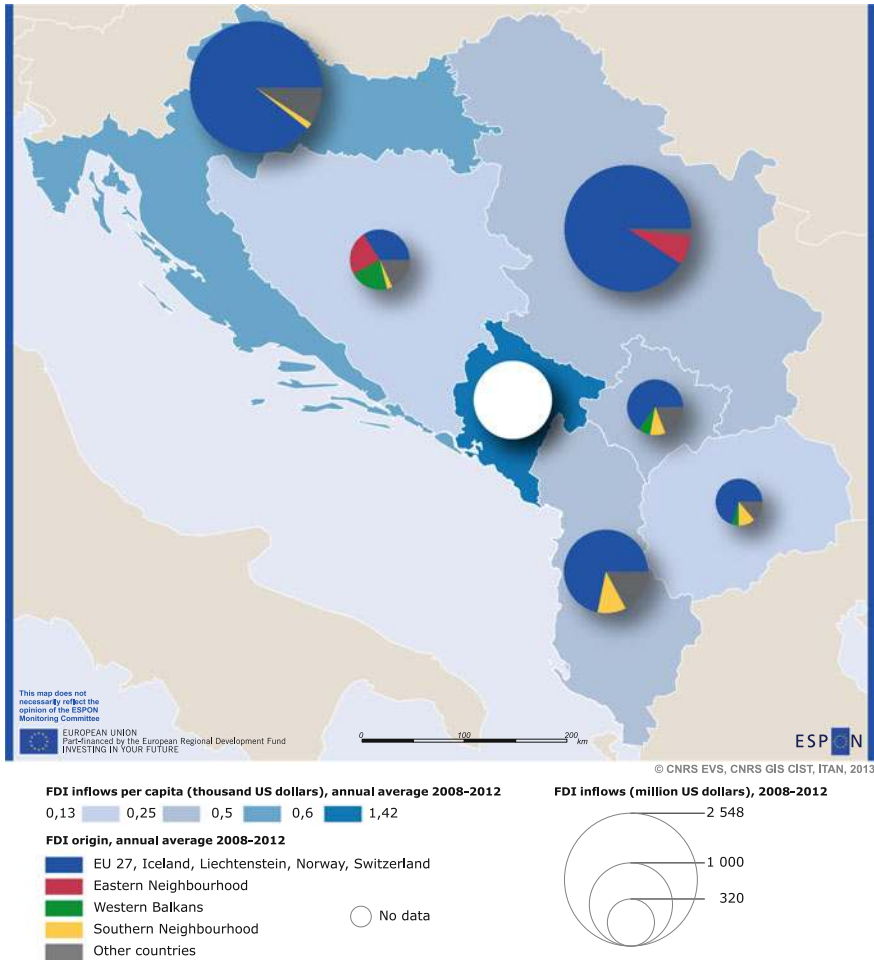 This map does not
necessarily reflect the
opinion of the ESPON
Monitoring Committee
EUROPEAN UNION
Part-financed by the European Regional Development Fund
INVESTING IN YOUR FUTURE
0 100 200
km
ESPON
© CNRS EVS, CNRS GIS CIST, ITAN, 2013
FDI inflows per capita (thousand US dollars), annual average 2008–2012
0,13 0,25 0,5 0,6 1,42
FDI origin, annual average 2008–2012
EU 27, Iceland, Liechtenstein, Norway, Switzerland
Eastern Neighbourhood
Western Balkans
Southern Neighbourhood
Other countries
No data
FDI inflows (million US dollars), 2008–2012
2 548
1 000
320